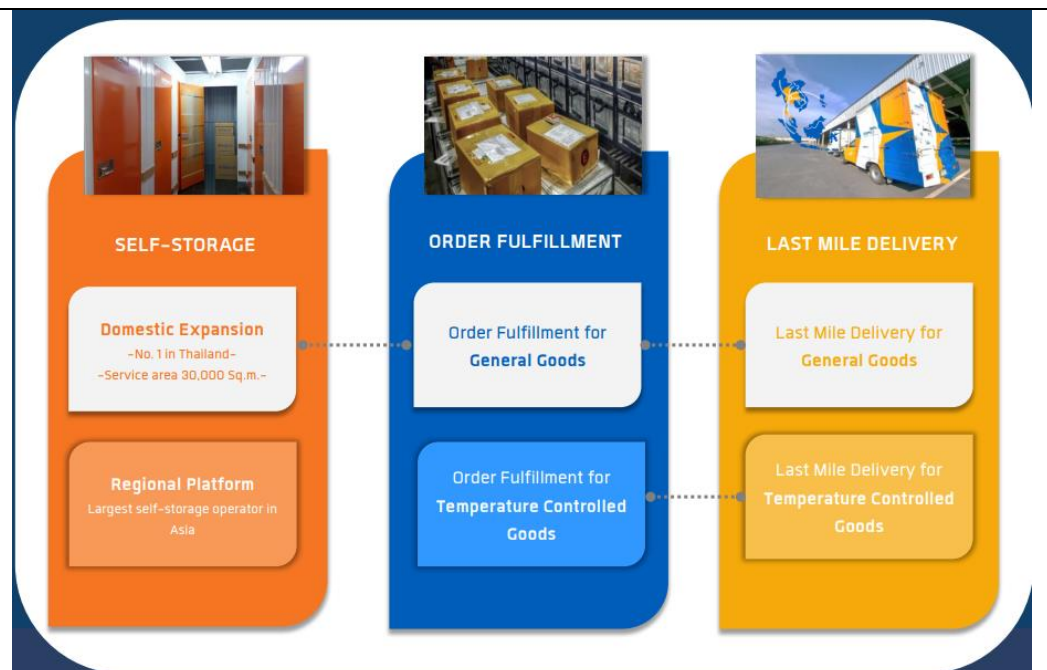 SELF-STORAGE
Domestic Expansion
-No. 1 in Thailand-
-Service area 30,000 Sq.m.-
Regional Platform
Largest self-storage operator in
Asia
ORDER FULFILLMENT
Order Fulfillment for
General Goods
Order Fulfillment for
Temperature Controlled
Goods
LAST MILE DELIVERY
Last Mile Delivery for
General Goods
Last Mile Delivery for
Temperature Controlled
Goods